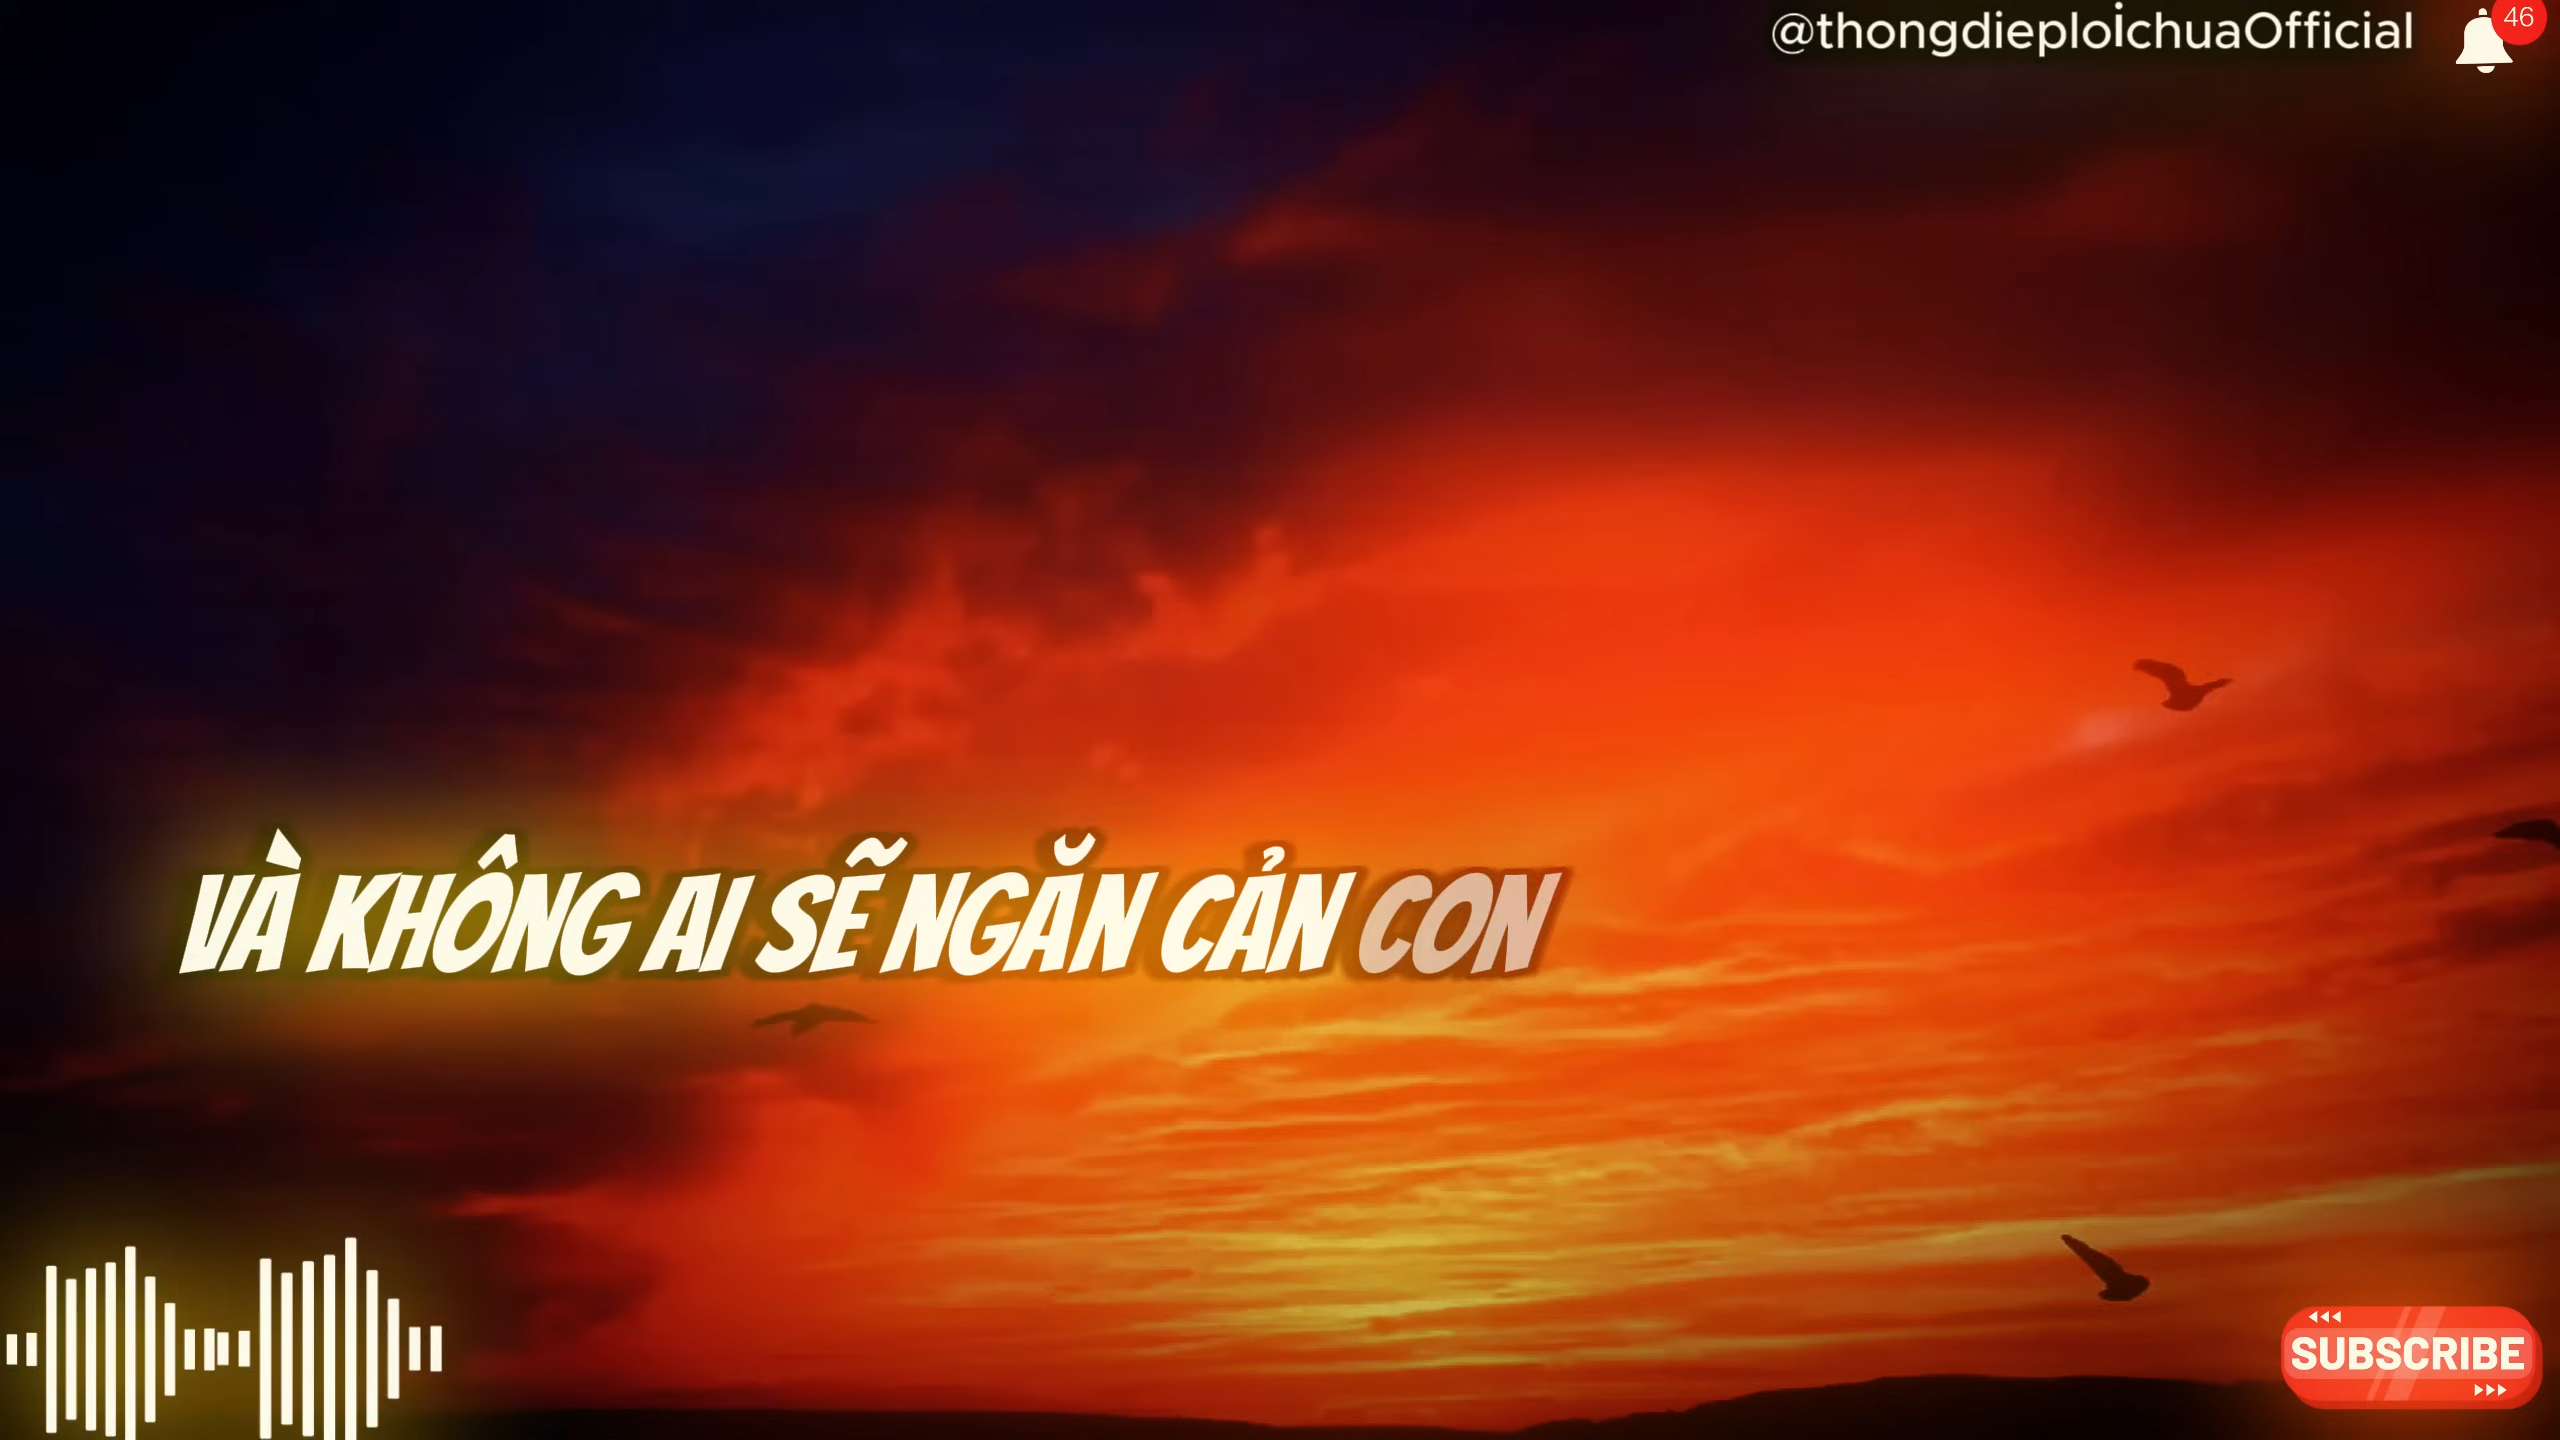 @thongdieploichuaOfficial
46
VÀ KHÔNG AI SẼ NGĂN CẢN CON
SUBSCRIBE